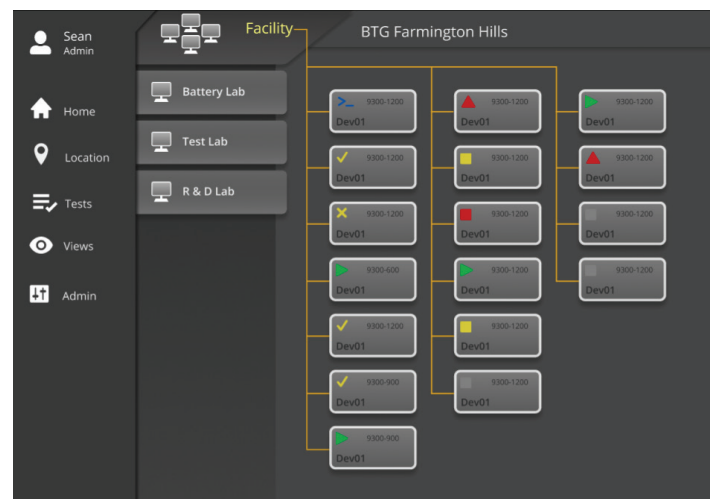 Sean
Admin
Home
Location
Tests
Views
Admin
Facility
BTG Farmington Hills
Battery Lab
Test Lab
R & D Lab
>_ 9300-1200
Dev01
9300-1200
Dev01
9300-1200
Dev01
9300-600
Dev01
9300-1200
Dev01
9300-900
Dev01
9300-900
Dev01
9300-1200
Dev01
9300-1200
Dev01
9300-1200
Dev01
9300-1200
Dev01
9300-1200
Dev01
9300-1200
Dev01
9300-1200
Dev01
9300-1200
Dev01
9300-1200
Dev01
9300-1200
Dev01